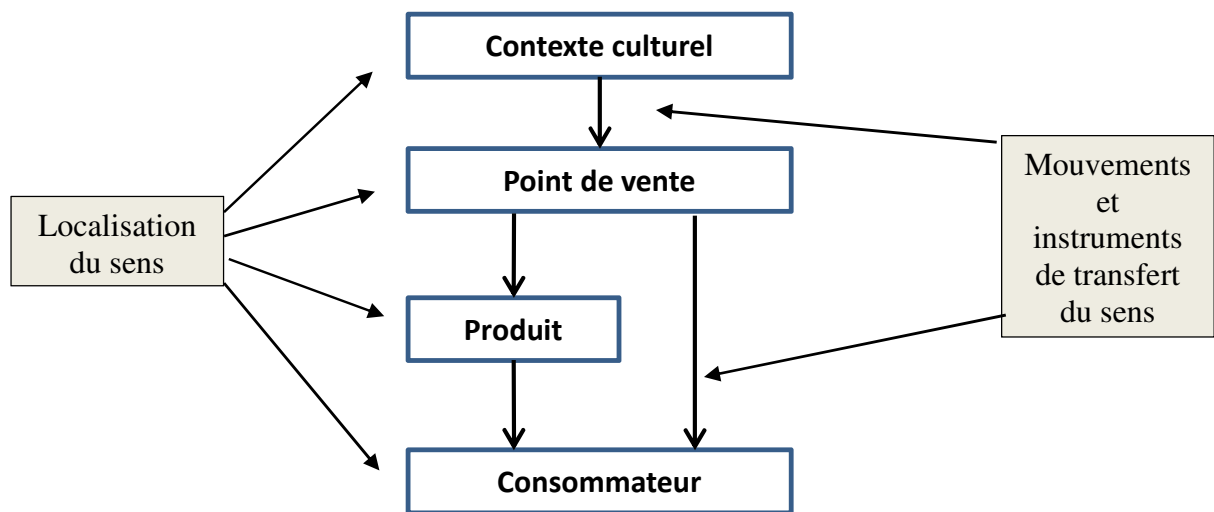 Contexte culturel
Point de vente
Localisation
du sens
Mouvements
et
instruments
de transfert
du sens
Produit
Consommateur